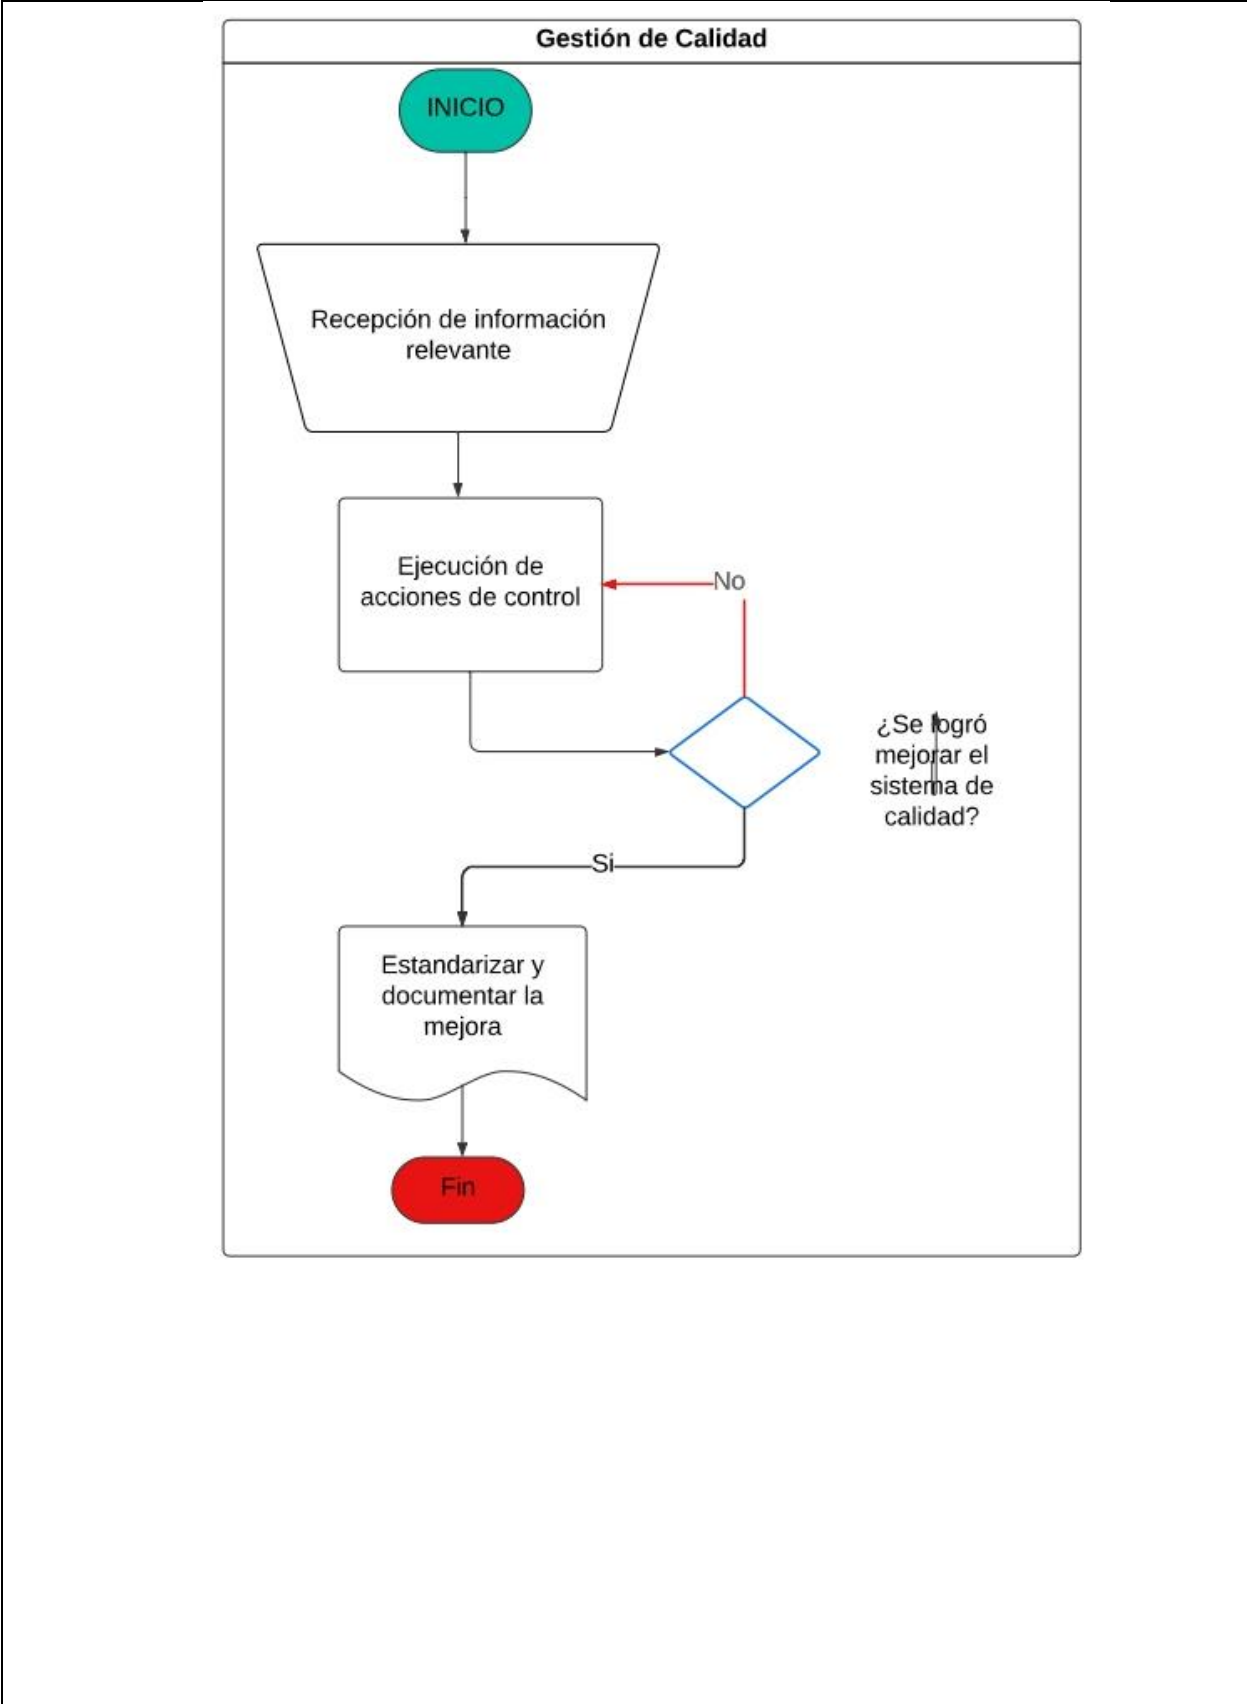 Gestión de Calidad
INICIO
Recepción de información
relevante
Ejecución de
acciones de control
No
¿Se logró
mejorar el
sistema de
calidad?
Si
Estandarizar y
documentar la
mejora
Fin